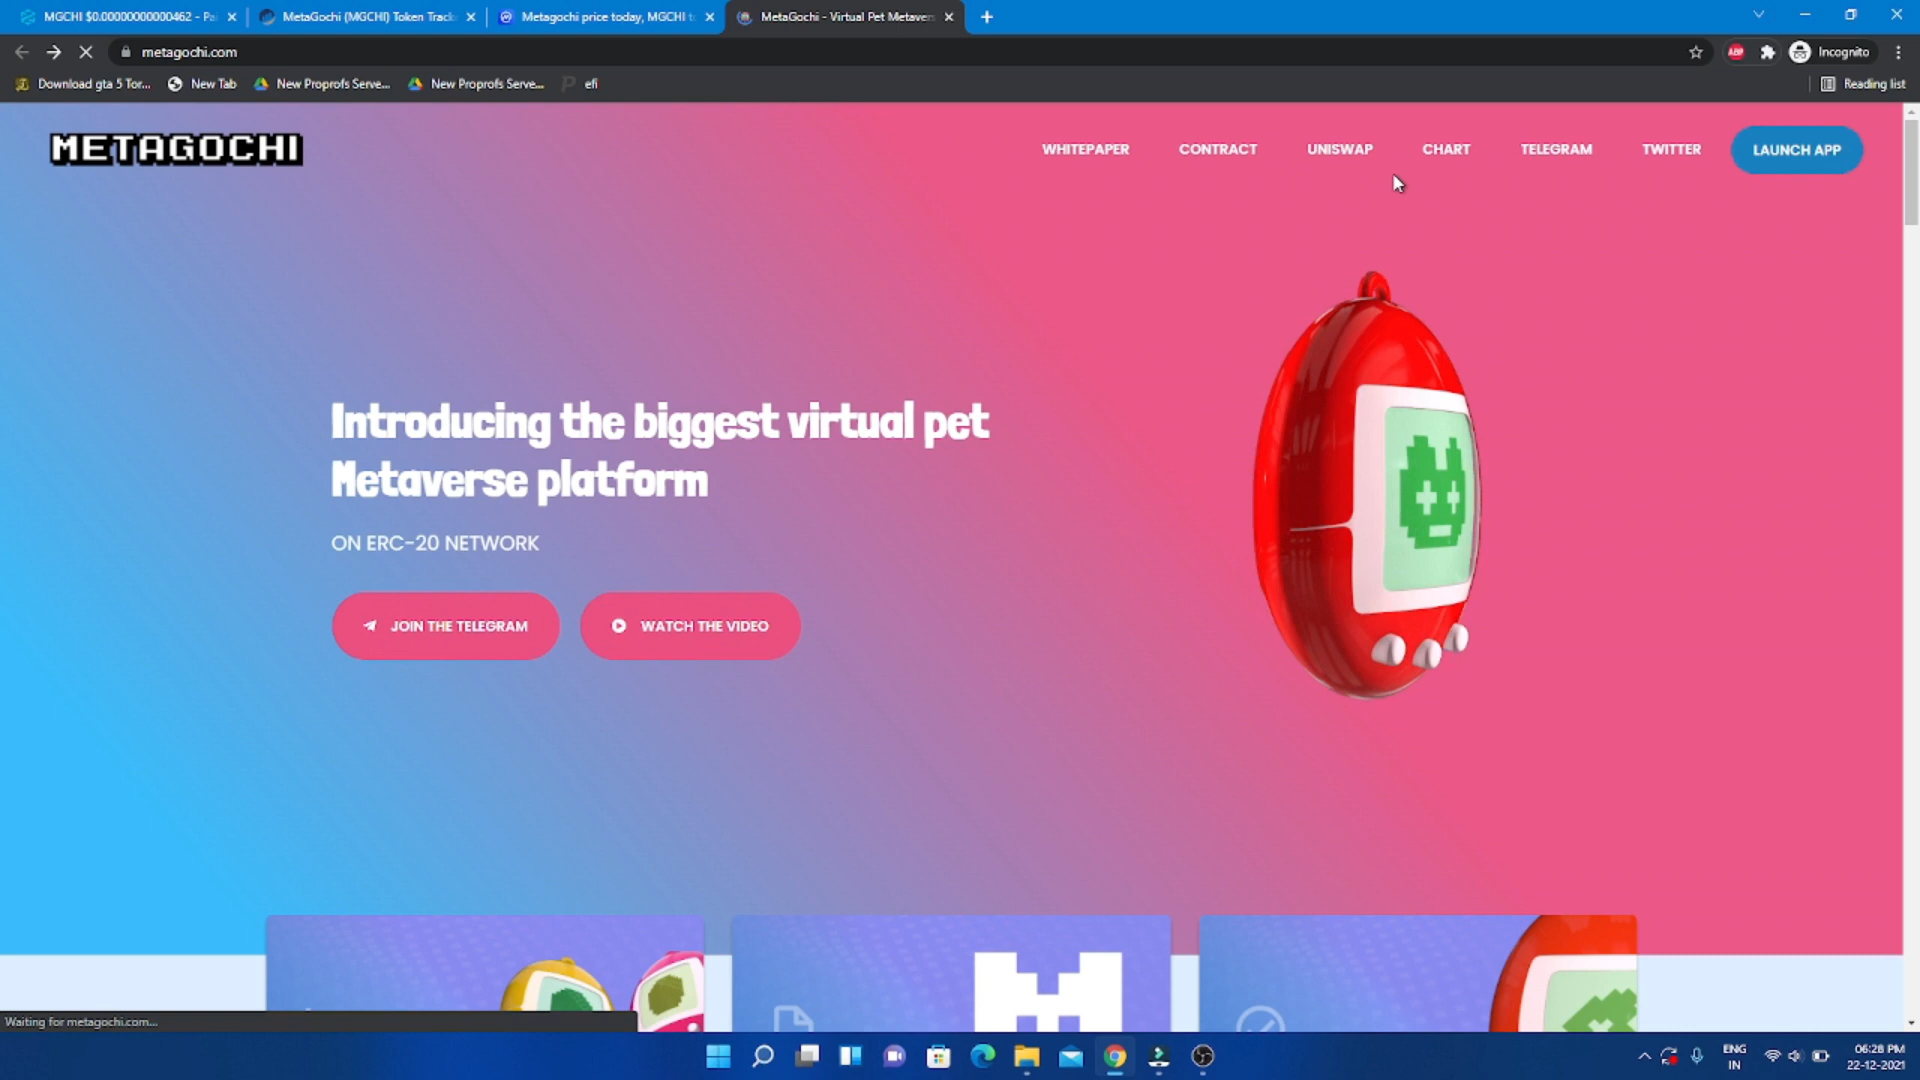 MGCHI $0.00000000000462 - Pai
MetaGochi (MGCHI) Token Track
Metagochi price today, MGCHI t
MetaGochi - Virtual Pet Metavers
metagochi.com
ABP
Incognito
Download gta 5 Tor...
New Tab
New Proprofs Serve...
New Proprofs Serve...
efi
Reading list
METAGOCHI
WHITEPAPER
CONTRACT
UNISWAP
CHART
TELEGRAM
TWITTER
LAUNCH APP
Introducing the biggest virtual pet
Metaverse platform
ON ERC-20 NETWORK
JOIN THE TELEGRAM
WATCH THE VIDEO
Waiting for metagochi.com...
ENG
IN
06:28 PM
22-12-2021